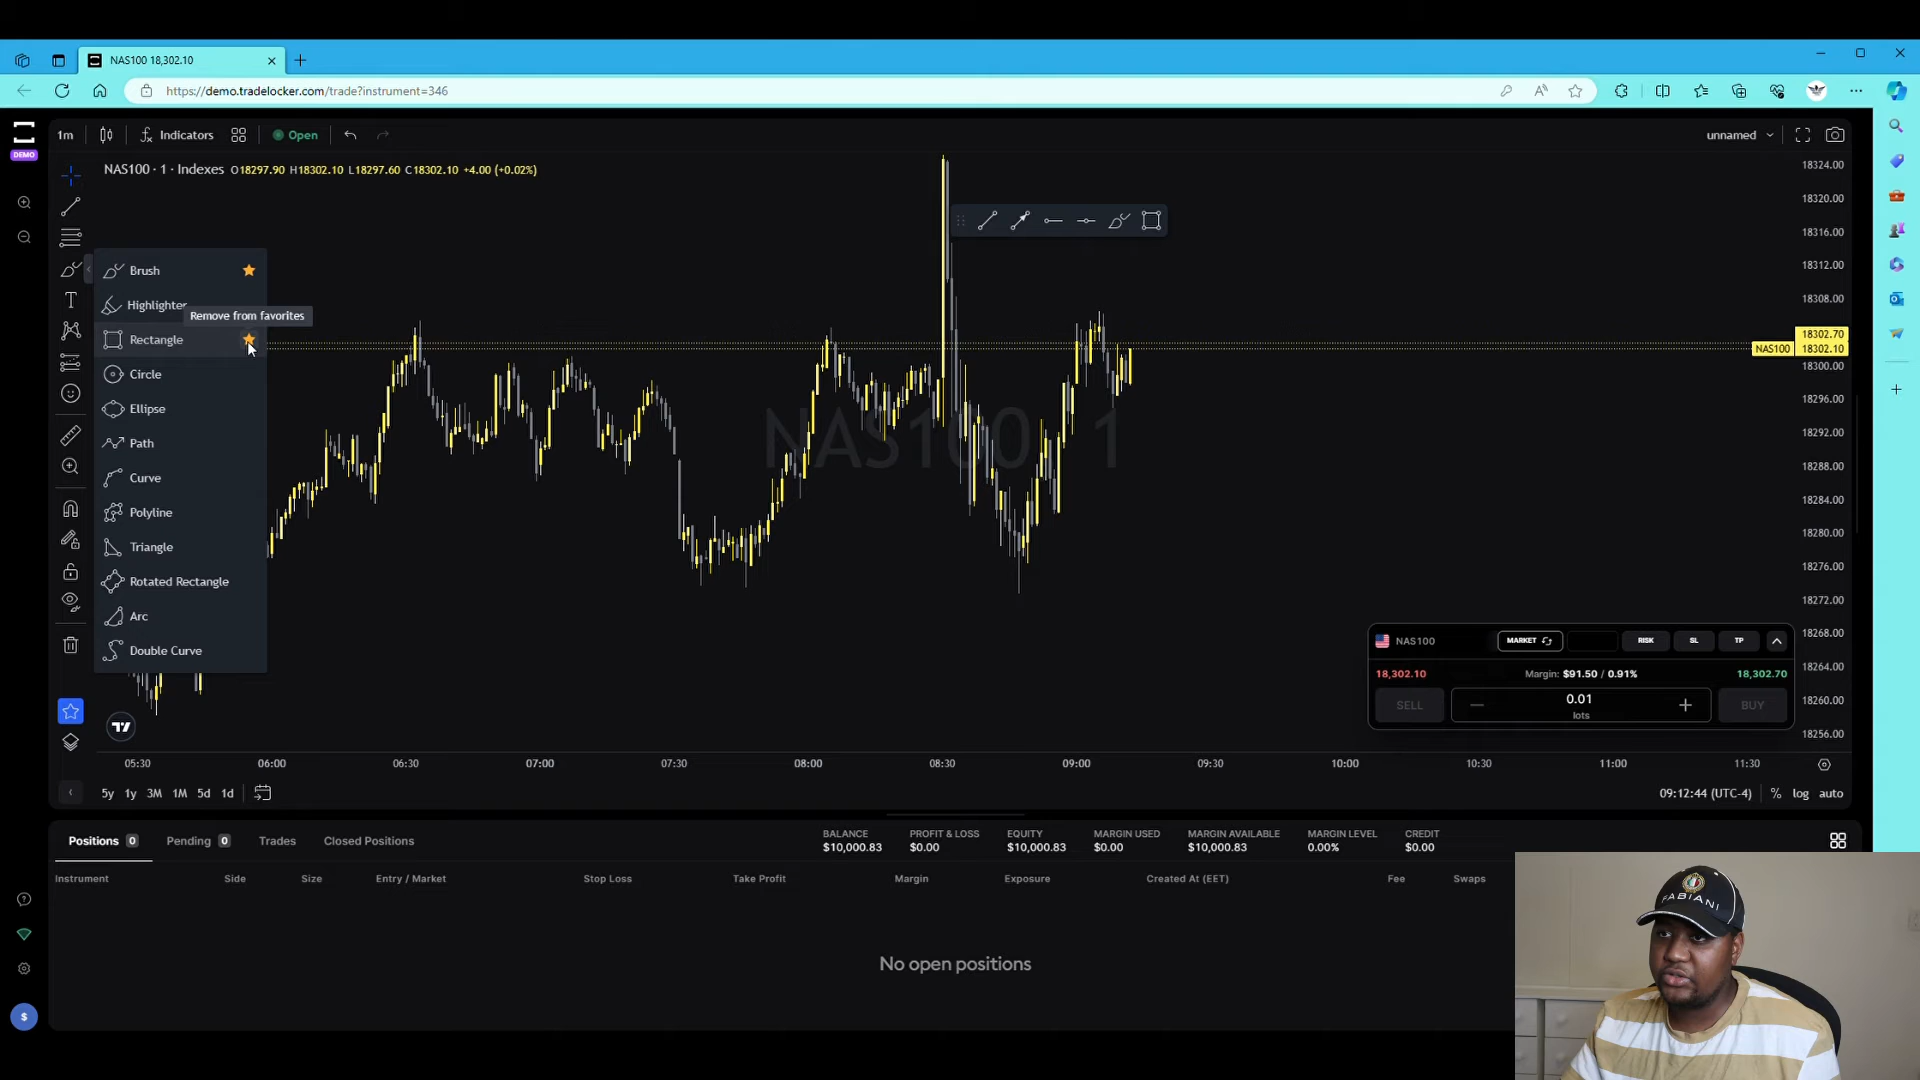 NAS100 18,302.10
https://demo.tradelocker.com/trade?instrument=346
DEMO
1m
Indicators
Open
unnamed
NAS100 · 1 · Indexes O18297.90 H18302.10 L18297.60 C18302.10 +4.00 (+0.02%)
Brush
Highlighter
Remove from favorites
Rectangle
Circle
Ellipse
Path
Curve
Polyline
Triangle
Rotated Rectangle
Arc
Double Curve
NAS100 1
18324.00
18320.00
18316.00
18312.00
18308.00
18302.70
NAS100 18302.10
18300.00
18296.00
18292.00
18288.00
18284.00
18280.00
18276.00
18272.00
18268.00
18264.00
18260.00
18256.00
NAS100 MARKET RISK SL TP
18,302.10 Margin: $91.50 / 0.91% 18,302.70
SELL 0.01 lots BUY
05:30 06:00 06:30 07:00 07:30 08:00 08:30 09:00 09:30 10:00 10:30 11:00 11:30
5y 1y 3M 1M 5d 1d
09:12:44 (UTC-4) % log auto
Positions 0 Pending 0 Trades Closed Positions
BALANCE PROFIT & LOSS EQUITY MARGIN USED MARGIN AVAILABLE MARGIN LEVEL CREDIT
$10,000.83 $0.00 $10,000.83 $0.00 $10,000.83 0.00% $0.00
Instrument Side Size Entry / Market Stop Loss Take Profit Margin Exposure Created At (EET) Fee Swaps
No open positions
FABIANI